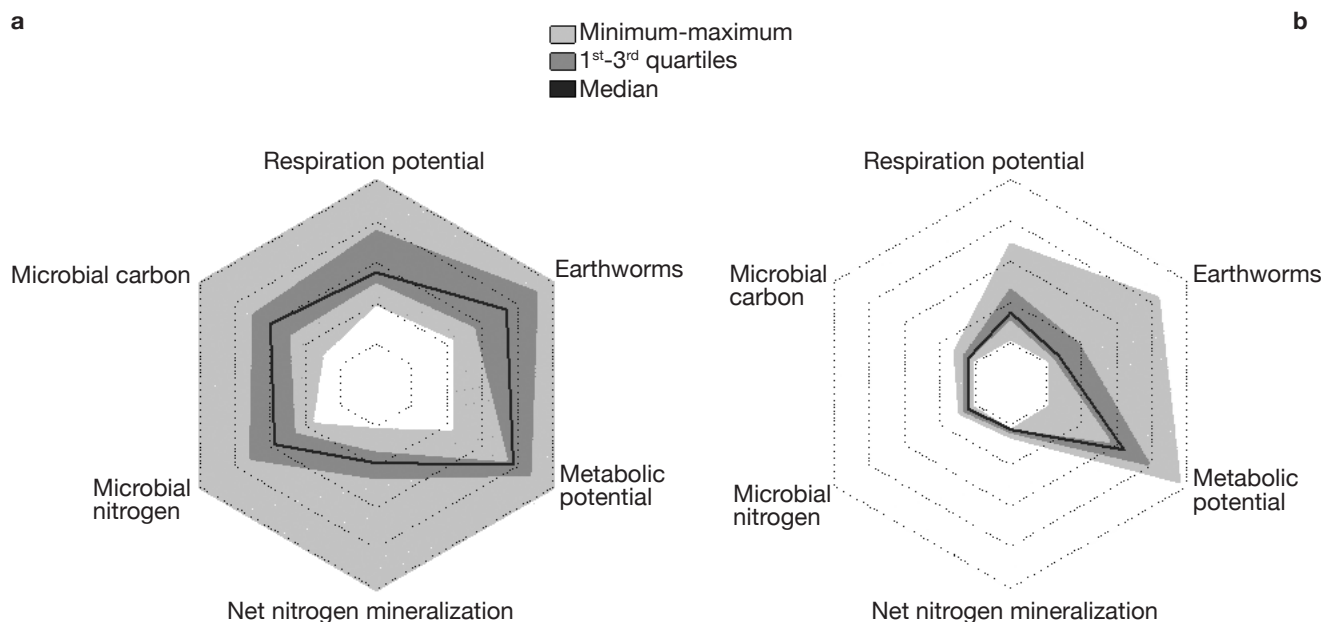 a
b
Minimum-maximum
1st-3rd quartiles
Median
Respiration potential
Microbial carbon
Earthworms
Microbial
nitrogen
Metabolic
potential
Net nitrogen mineralization
Respiration potential
Microbial
carbon
Earthworms
Microbial
nitrogen
Metabolic
potential
Net nitrogen mineralization